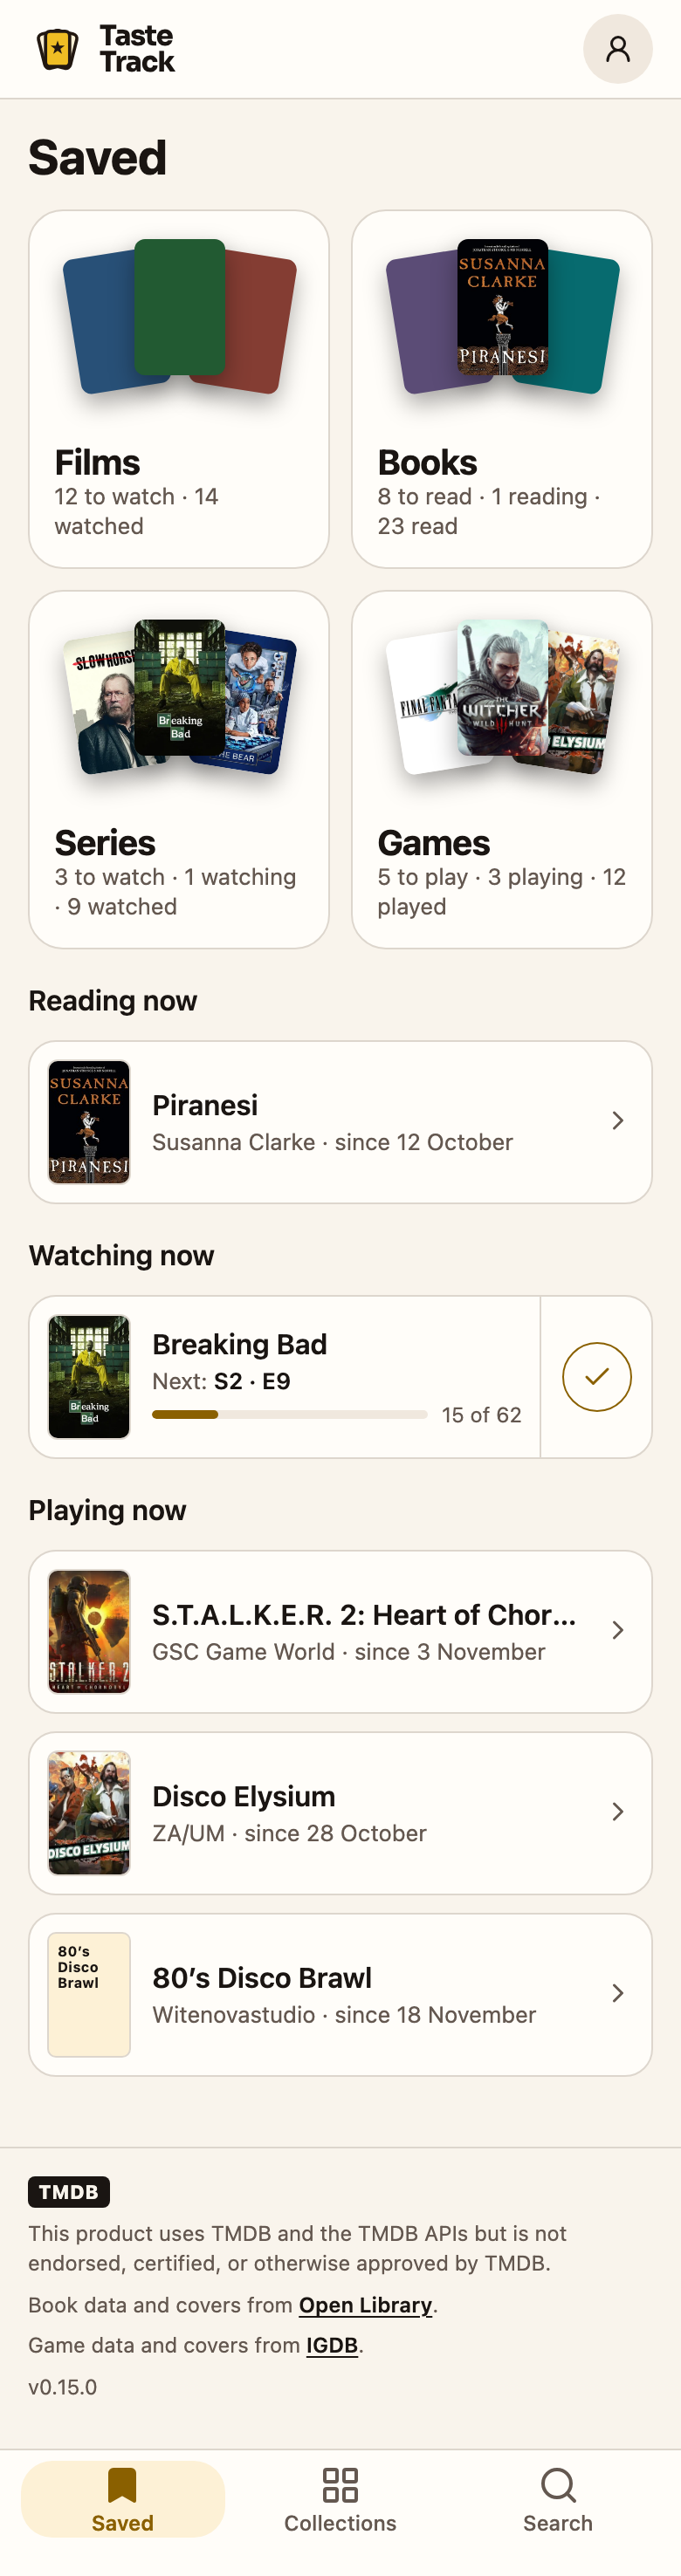 Taste
Track
Saved
SUSANNA
CLARKE
PIRANESI
Films
12 to watch · 14
watched
Books
8 to read · 1 reading ·
23 read
SLOW HORSE
Breaking
Bad
THE BEAR
FINAL FANTA
THE
WITCHER
WILD HUNT
ELYSIUM
Series
3 to watch · 1 watching
· 9 watched
Games
5 to play · 3 playing · 12
played
Reading now
SUSANNA
CLARKE
PIRANESI
Piranesi
Susanna Clarke · since 12 October
Watching now
Breaking
Bad
Breaking Bad
Next: S2 · E9
15 of 62
Playing now
STALKER 2
HEART OF CHORNOBYL
S.T.A.L.K.E.R. 2: Heart of Chor...
GSC Game World · since 3 November
DISCO ELYSIUM
Disco Elysium
ZA/UM · since 28 October
80’s
Disco
Brawl
80’s Disco Brawl
Witenovastudio · since 18 November
TMDB
This product uses TMDB and the TMDB APIs but is not
endorsed, certified, or otherwise approved by TMDB.
Book data and covers from Open Library.
Game data and covers from IGDB.
v0.15.0
Saved
Collections
Search